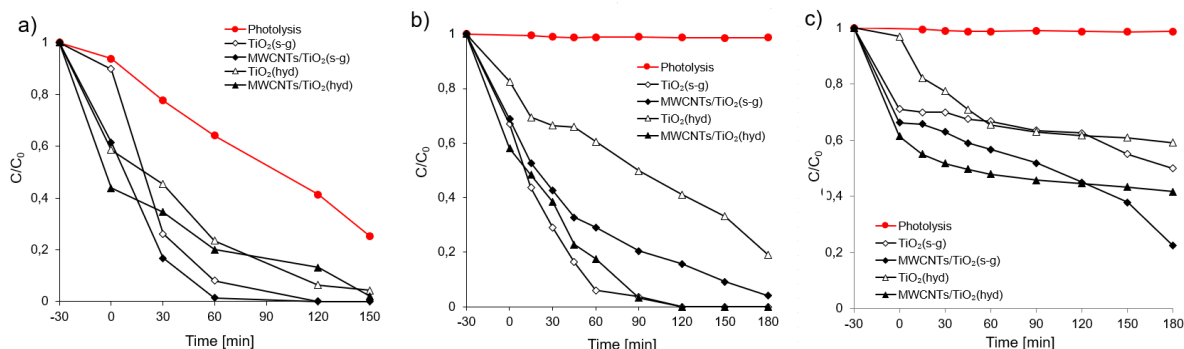 a)
Photolysis
TiO₂(s-g)
MWCNTs/TiO₂(s-g)
TiO₂(hyd)
MWCNTs/TiO₂(hyd)
C/C₀
1
0,8
0,6
0,4
0,2
0
-30 0 30 60 90 120 150
Time [min]
b)
Photolysis
TiO₂(s-g)
MWCNTs/TiO₂(s-g)
TiO₂(hyd)
MWCNTs/TiO₂(hyd)
C/C₀
1
0,8
0,6
0,4
0,2
0
-30 0 30 60 90 120 150 180
Time [min]
c)
C/C₀
1
0,8
0,6
0,4
0,2
0
Photolysis
TiO₂(s-g)
MWCNTs/TiO₂(s-g)
TiO₂(hyd)
MWCNTs/TiO₂(hyd)
-30 0 30 60 90 120 150 180
Time [min]